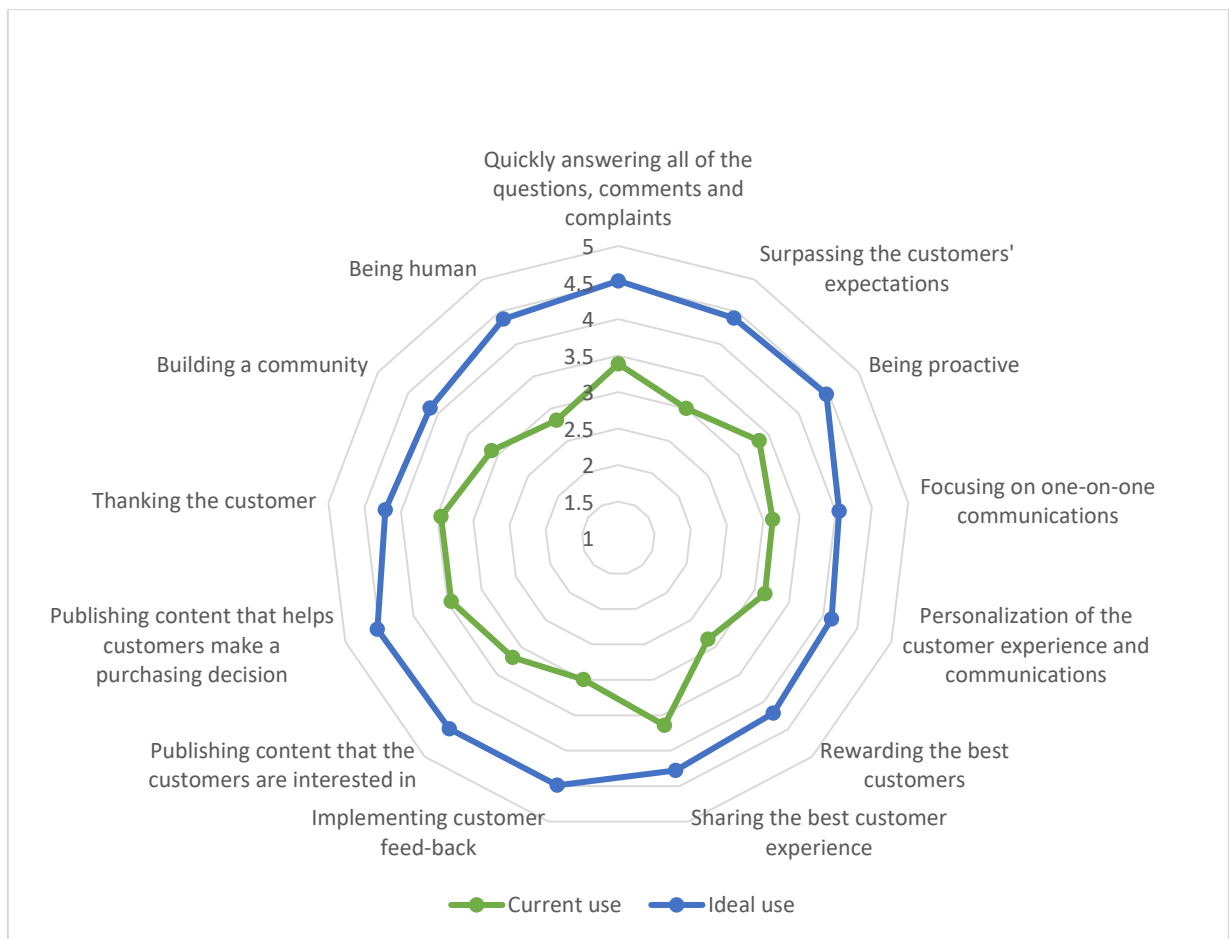 Quickly answering all of the
questions, comments and
complaints
Surpassing the customers'
expectations
Being proactive
Focusing on one-on-one
communications
Personalization of the
customer experience and
communications
Rewarding the best
customers
Sharing the best customer
experience
Implementing customer
feed-back
Publishing content that the
customers are interested in
Publishing content that helps
customers make a
purchasing decision
Thanking the customer
Building a community
Being human
5
4.5
4
3.5
3
2.5
2
1.5
1
Current use
Ideal use